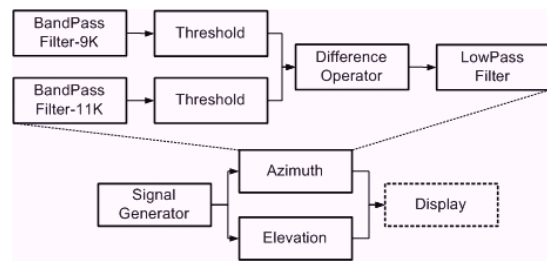 BandPass
Filter-9K
Threshold
Difference
Operator
LowPass
Filter
BandPass
Filter-11K
Threshold
Azimuth
Signal
Generator
Display
Elevation